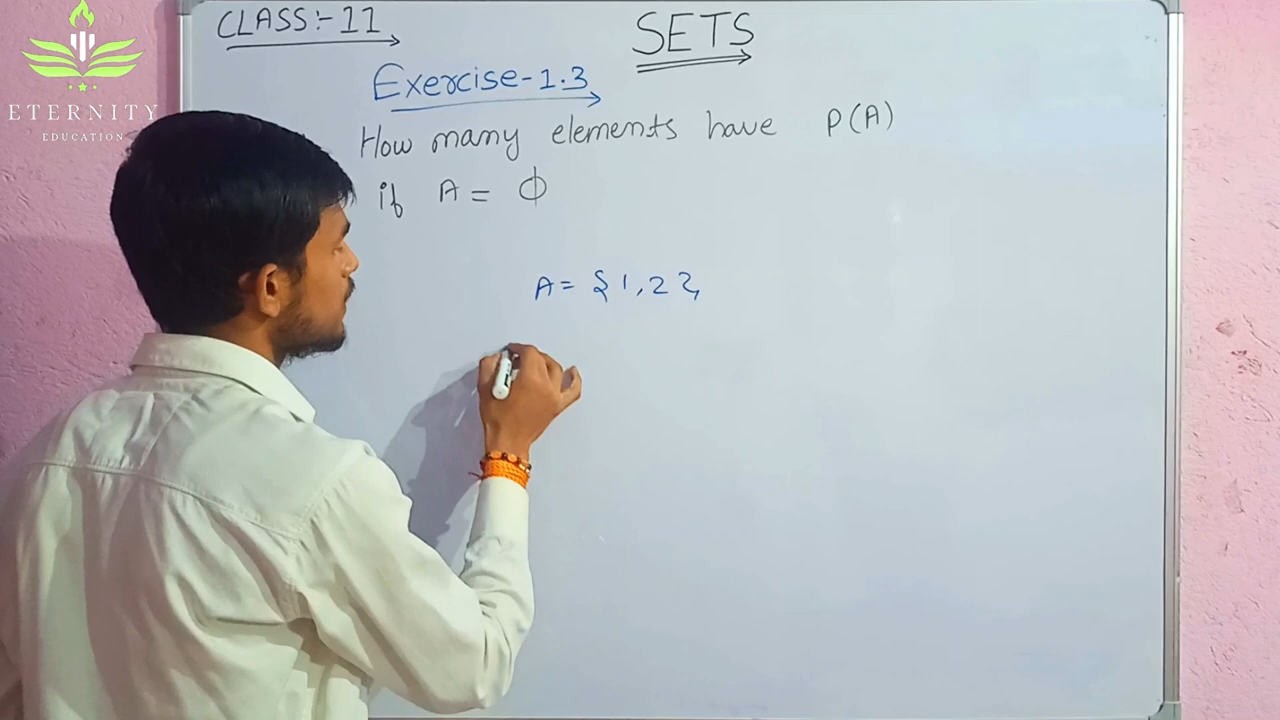 CLASS:- 11
SETS
ETERNITY
EDUCATION
Exercise-1.3
How many elements have P(A)
if A = ϕ
A = {1,2},